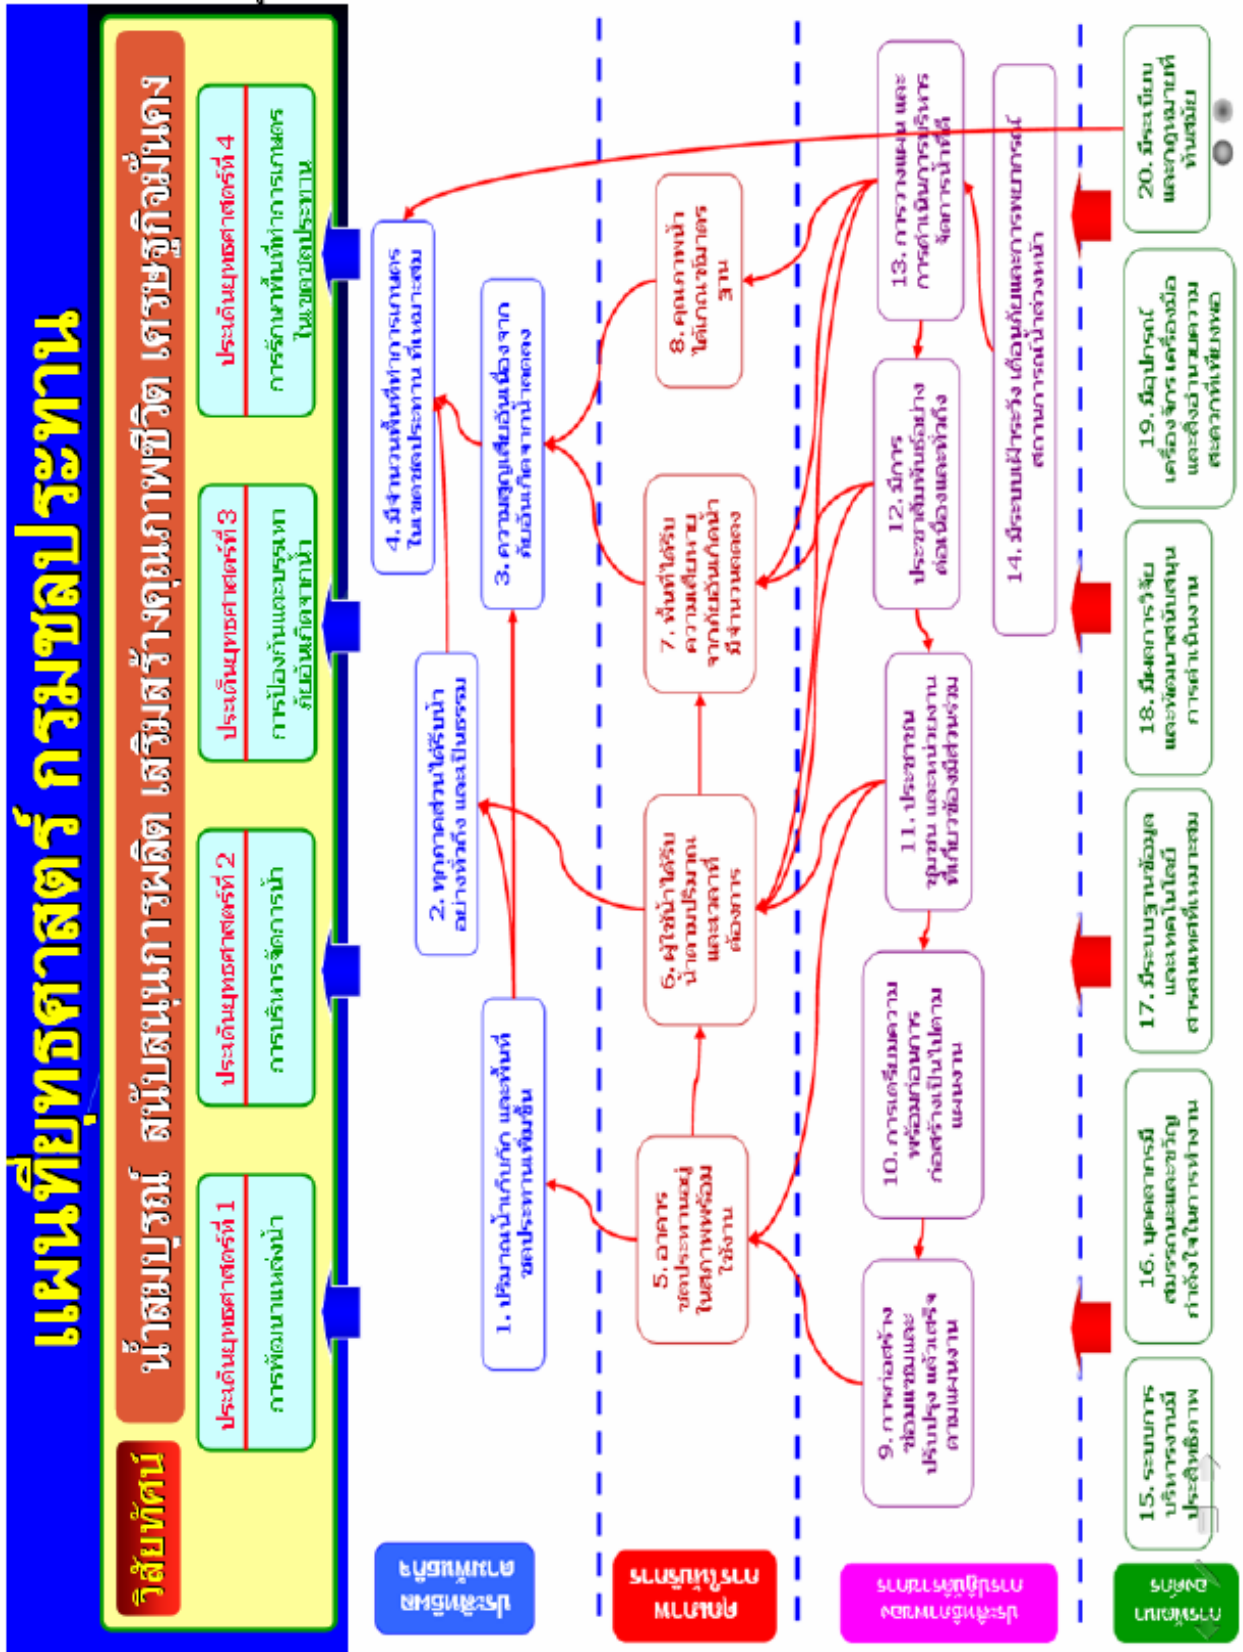 แผนที่ยุทธศาสตร์ กรมชลประทาน
วิสัยทัศน์
น้ำสมบูรณ์ สนับสนุนการผลิต เสริมสร้างคุณภาพชีวิต เศรษฐกิจมั่นคง
ประเด็นยุทธศาสตร์ที่ 1
การพัฒนาแหล่งน้ำ
ประเด็นยุทธศาสตร์ที่ 2
การบริหารจัดการน้ำ
ประเด็นยุทธศาสตร์ที่ 3
การป้องกันและบรรเทา
ภัยอันเกิดจากน้ำ
ประเด็นยุทธศาสตร์ที่ 4
การรักษาพื้นที่ทำการเกษตร
ในเขตชลประทาน
ประสิทธิผล
ตามพันธกิจ
1. ปริมาณน้ำเก็บกัก และพื้นที่
ชลประทานเพิ่มขึ้น
2. ทุกภาคส่วนได้รับน้ำ
อย่างทั่วถึง และเป็นธรรม
3. ความสูญเสียอันเนื่องจาก
ภัยอันเกิดจากน้ำลดลง
4. มีจำนวนพื้นที่ทำการเกษตร
ในเขตชลประทาน ที่เหมาะสม
คุณภาพ
การให้บริการ
5. อาคาร
ชลประทานอยู่
ในสภาพพร้อม
ใช้งาน
6. ผู้ใช้น้ำได้รับ
น้ำตามปริมาณ
และเวลาที่
ต้องการ
7. พื้นที่ได้รับ
ความเสียหาย
จากภัยอันเกิดน้ำ
มีจำนวนลดลง
8. คุณภาพน้ำ
ได้เกณฑ์มาตร
ฐาน
ประสิทธิภาพของ
การปฏิบัติราชการ
9. การก่อสร้าง
ซ่อมแซมและ
ปรับปรุง แล้วเสร็จ
ตามแผนงาน
10. การเตรียมความ
พร้อมก่อนการ
ก่อสร้างเป็นไปตาม
แผนงาน
11. ประชาชน
ชุมชน และหน่วยงาน
ที่เกี่ยวข้องมีส่วนร่วม
12. มีการ
ประชาสัมพันธ์อย่าง
ต่อเนื่องและทั่วถึง
13. การวางแผน และ
การดำเนินการบริหาร
จัดการน้ำที่ดี
14. มีระบบเฝ้าระวัง เตือนภัยและการพยากรณ์
สถานการณ์น้ำล่วงหน้า
การพัฒนา
องค์กร
15. ระบบการ
บริหารงานมี
ประสิทธิภาพ
16. บุคลากรมี
สมรรถนะและขวัญ
กำลังใจในการทำงาน
17. มีระบบฐานข้อมูล
และเทคโนโลยี
สารสนเทศที่เหมาะสม
18. มีผลการวิจัย
และพัฒนาสนับสนุน
การดำเนินงาน
19. มีอุปกรณ์
เครื่องจักร เครื่องมือ
และสิ่งอำนวยความ
สะดวกที่เพียงพอ
20. มีระเบียบ
และกฎหมายที่
ทันสมัย